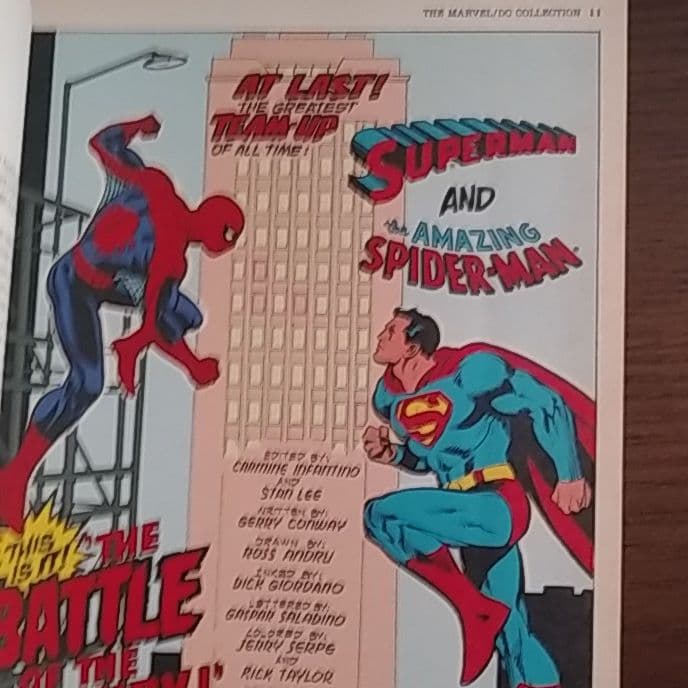 THE MARVEL/DC COLLECTION 11
AT LAST!
THE GREATEST
TEAM-UP
OF ALL TIME!
SUPERMAN
AND
the AMAZING
SPIDER-MAN
EDITED BY:
CARMINE INFANTINO
AND
STAN LEE
WRITTEN BY:
GERRY CONWAY
DRAWN BY:
ROSS ANDRU
INKED BY:
DICK GIORDANO
LETTERED BY:
GASPAR SALADINO
COLORED BY:
JERRY SERPE
AND
RICK TAYLOR
THIS
IS IT!
"THE
BATTLE
THE
S